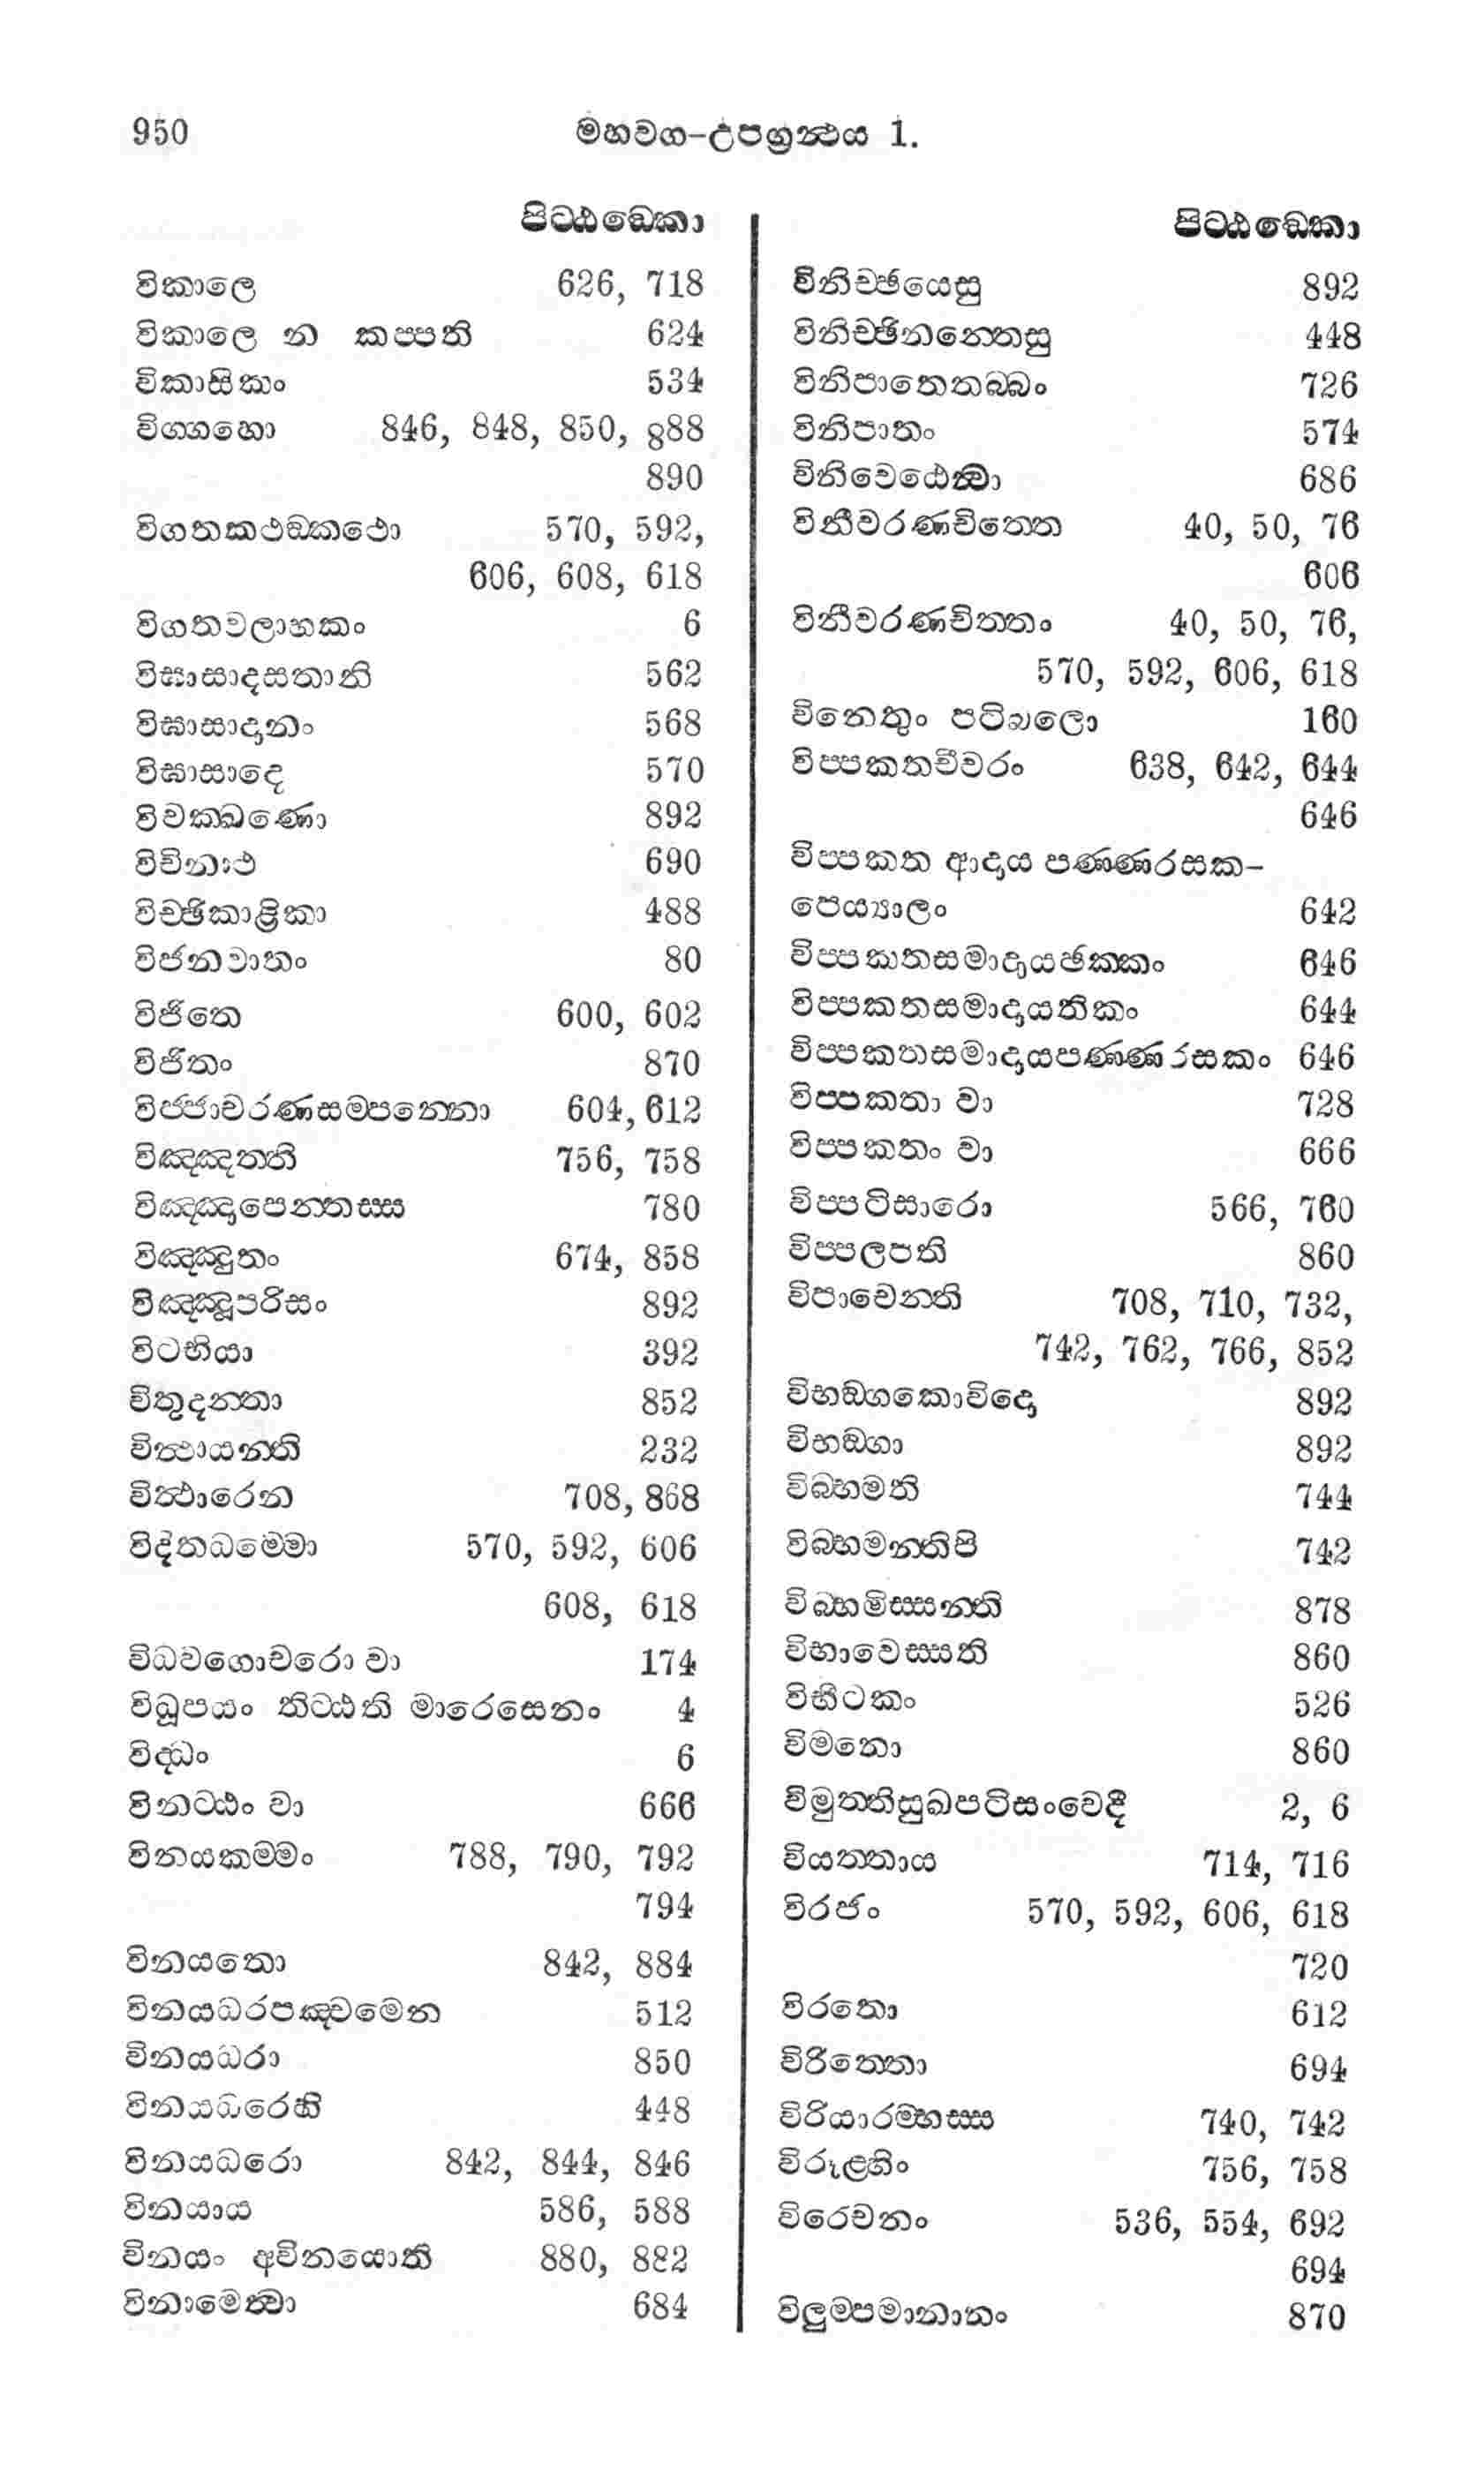 950
මහවග-උපග්‍රන්‍ථය 1.
පිට්ඨඞ්කො
විකාලෙ 626, 718
විකාලෙ න කප්පති 624
විකාසිකං 534
විග්ගහො 846, 848, 850, 888
890
විගතකථඞ්කථො 570, 592,
606, 608, 618
විගතවලාහකං 6
විඝාසාදසතානි 562
විඝාසාදානං 568
විඝාසාදෙ 570
විචක්ඛණො 892
විචිනාථ 690
විච්ඡිකාළිකා 488
විජනවාතං 80
විජිතෙ 600, 602
විජිතං 870
විජ්ජාචරණසම්පන්නො 604, 612
විඤ්ඤත්ති 756, 758
විඤ්ඤාපෙන්තස්ස 780
විඤ්ඤුතං 674, 858
විඤ්ඤූපරිසං 892
විටභියා 392
විතුදන්තා 852
විත්‍ථායන්ති 232
විත්‍ථාරෙන 708, 868
විදිතධම්මො 570, 592, 606
608, 618
විධවගොචරො වා 174
විධූපයං තිට්ඨති මාරෙසෙනං 4
විද්ධං 6
විනට්ඨං වා 666
විනයකම්මං 788, 790, 792
794
විනයතො 842, 884
විනයධරපඤ්චමෙන 512
විනයධරා 850
විනයධරෙහි 448
විනයධරො 842, 844, 846
විනයාය 586, 588
විනයං අවිනයොති 880, 882
විනාමෙත්‍වා 684
පිට්ඨඞ්කො
විනිච්ඡයෙසු 892
විනිච්ඡිනන්තෙසු 448
විනිපාතෙතබ්බං 726
විනිපාතං 574
විනිවෙඨෙත්‍වා 686
විනීවරණචිත්තෙ 40, 50, 76
606
විනීවරණචිත්තං 40, 50, 76,
570, 592, 606, 618
විනෙතුං පටිබලො 160
විප්පකතචීවරං 638, 642, 644
646
විප්පකත ආදාය පණ්ණරසක-
පෙය්‍යාලං 642
විප්පකතසමාදායඡක්කං 646
විප්පකතසමාදායතිකං 644
විප්පකතසමාදායපණ්ණරසකං 646
විප්පකතා වා 728
විප්පකතං වා 666
විප්පටිසාරො 566, 760
විප්පලපති 860
විපාචෙන්ති 708, 710, 732,
742, 762, 766, 852
විභඞ්ගකොවිදො 892
විභඞ්ගා 892
විබ්භමති 744
විබ්භමන්තිපි 742
විබ්භමිස්සන්ති 878
විභාවෙස්සති 860
විභීටකං 526
විමනො 860
විමුත්තිසුඛපටිසංවෙදී 2, 6
වියත්තාය 714, 716
විරජං 570, 592, 606, 618
720
විරතො 612
විරිත්තො 694
විරියාරම්භස්ස 740, 742
විරූළ්හිං 756, 758
විරෙචනං 536, 554, 692
694
විලුම්පමානානං 870